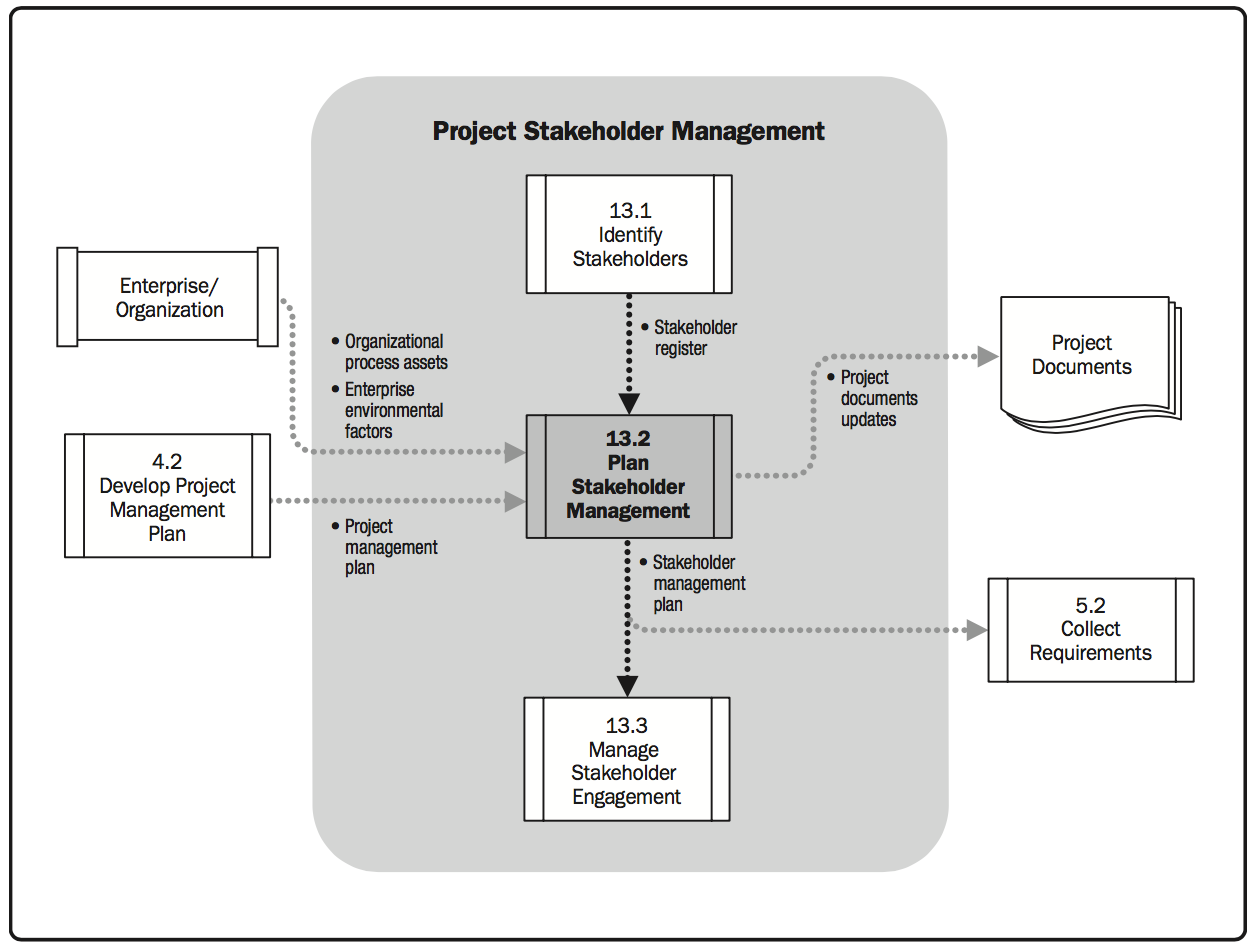 Project Stakeholder Management
13.1
Identify
Stakeholders
Enterprise/
Organization
• Stakeholder
register
• Organizational
process assets
• Enterprise
environmental
factors
Project
Documents
• Project
documents
updates
13.2
Plan
Stakeholder
Management
4.2
Develop Project
Management
Plan
• Project
management
plan
• Stakeholder
management
plan
5.2
Collect
Requirements
13.3
Manage
Stakeholder
Engagement